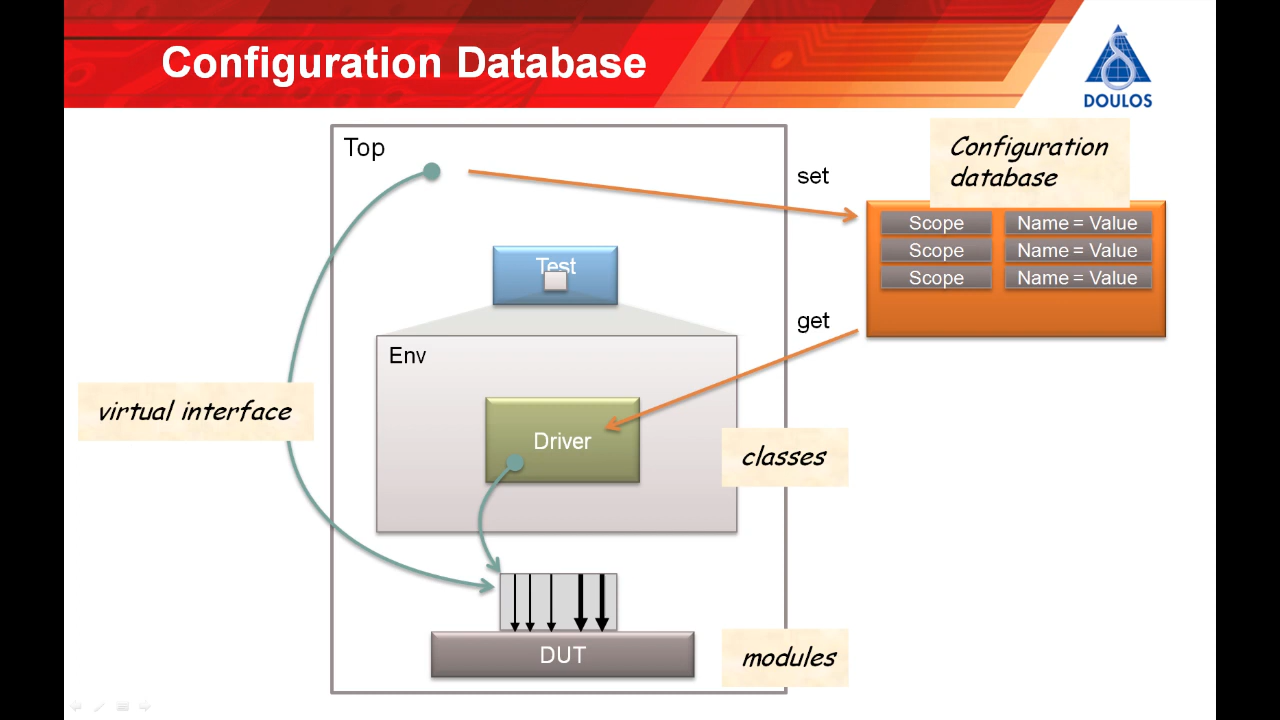 Configuration Database
DOULOS
Top
set
Configuration
database
Scope Name = Value
Scope Name = Value
Scope Name = Value
Test
get
Env
virtual interface
Driver
classes
DUT
modules